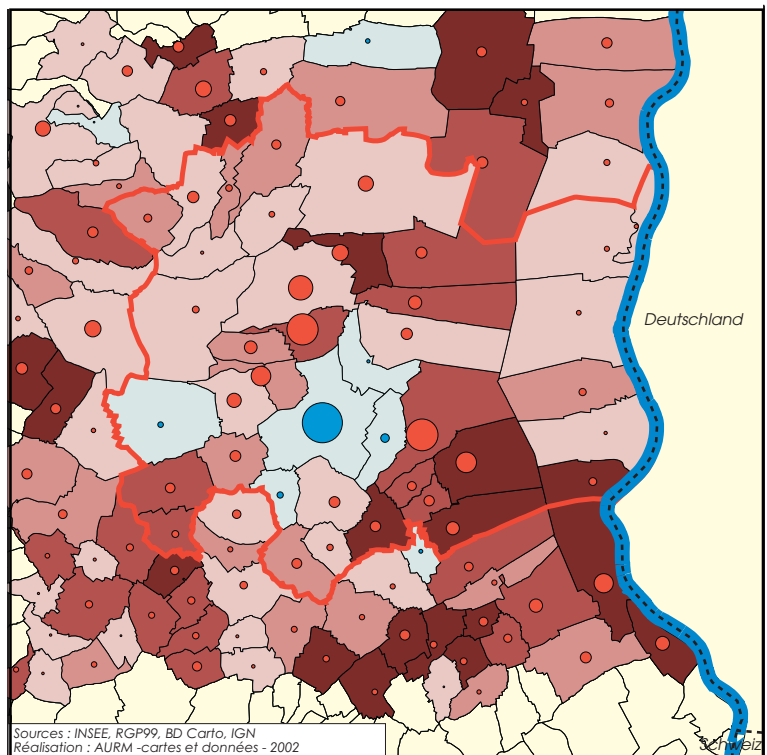 Deutschland
Sources : INSEE, RGP99, BD Carto, IGN
Réalisation : AURM -cartes et données - 2002
Schweiz